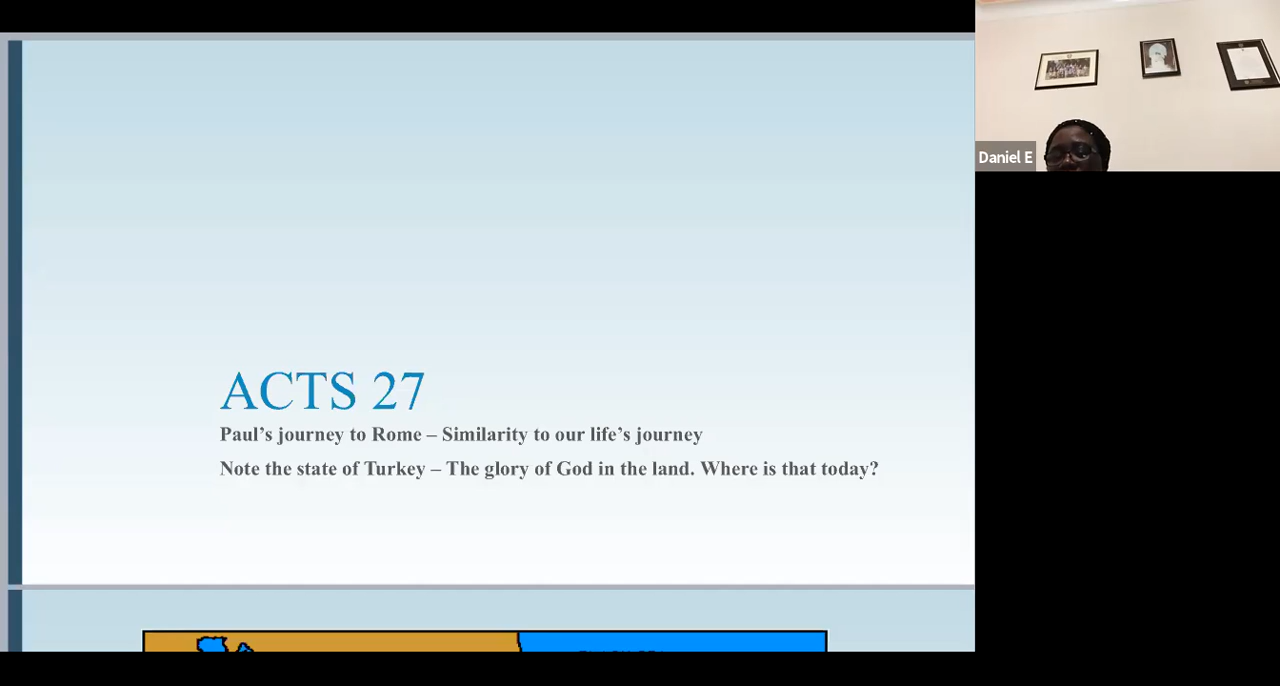 ACTS 27
Paul’s journey to Rome – Similarity to our life’s journey
Note the state of Turkey – The glory of God in the land. Where is that today?
Daniel E